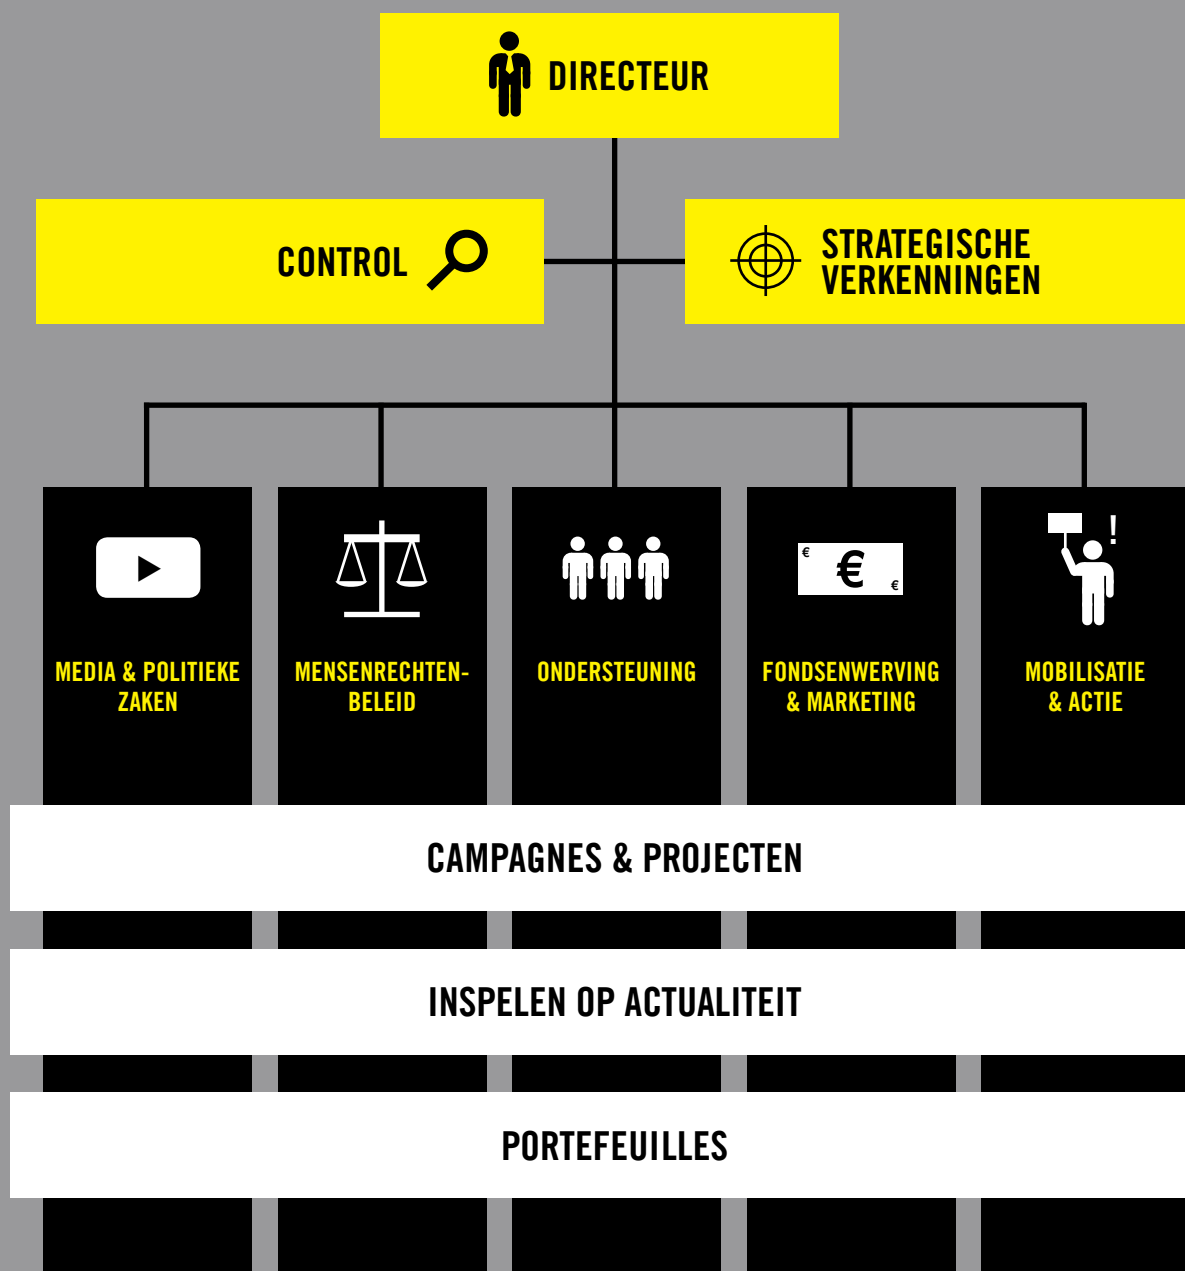 DIRECTEUR
CONTROL
STRATEGISCHE
VERKENNINGEN
!
€
€
€
MEDIA & POLITIEKE
ZAKEN
MENSENRECHTEN-
BELEID
ONDERSTEUNING
FONDSENWERVING
& MARKETING
MOBILISATIE
& ACTIE
CAMPAGNES & PROJECTEN
INSPELEN OP ACTUALITEIT
PORTEFEUILLES